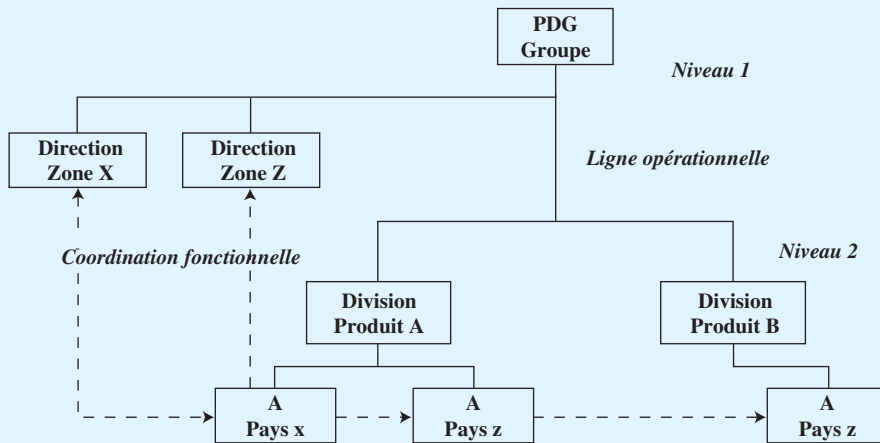 PDG
Groupe
Niveau 1
Direction
Zone X
Direction
Zone Z
Ligne opérationnelle
Coordination fonctionnelle
Niveau 2
Division
Produit A
Division
Produit B
A
Pays x
A
Pays z
A
Pays z